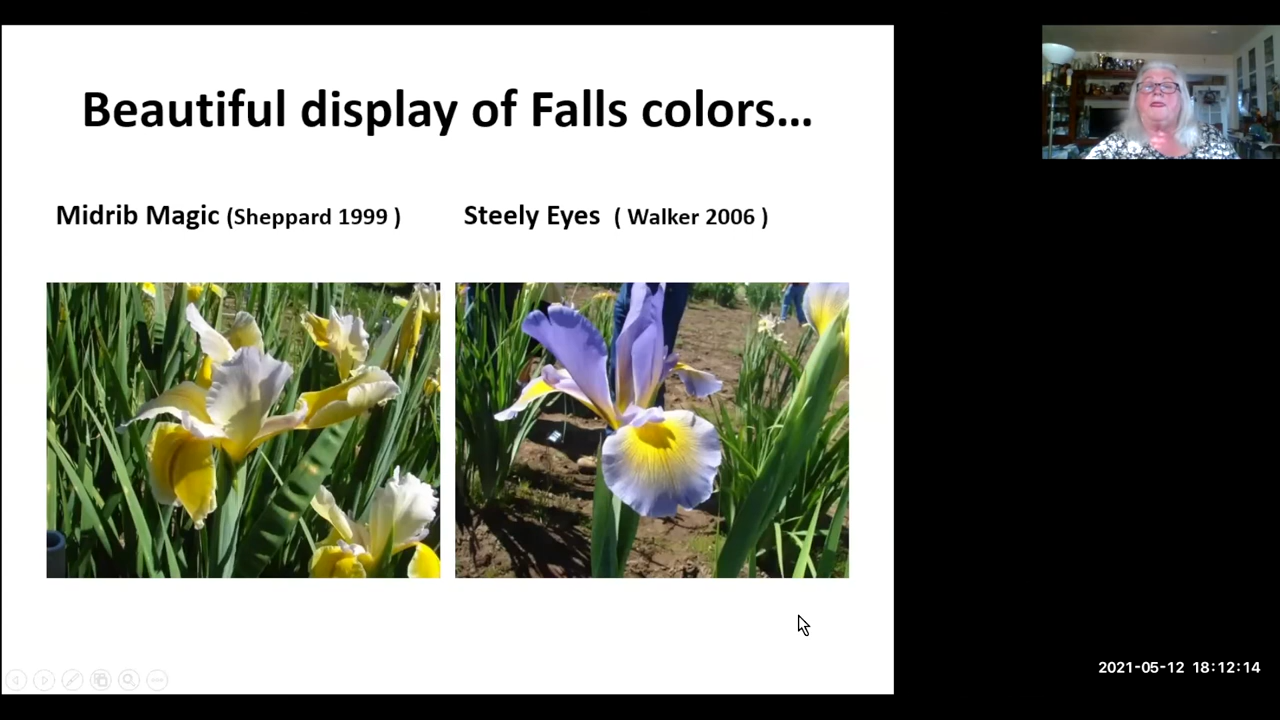 Beautiful display of Falls colors...
Midrib Magic (Sheppard 1999 )
Steely Eyes ( Walker 2006 )
2021-05-12 18:12:14